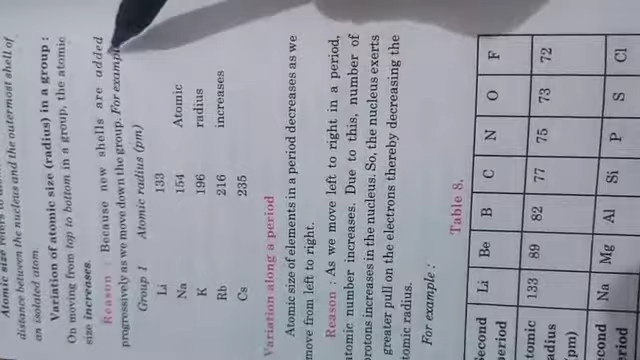 Atomic size refers to
distance between the nucleus and the outermost shell of
an isolated atom.
Variation of atomic size (radius) in a group :
On moving from top to bottom in a group, the atomic
size increases.
Reason : Because new shells are added
progressively as we move down the group. For example
Group 1 Atomic radius (pm)
Li 133
Na 154 Atomic
K 196 radius
Rb 216 increases
Cs 235
Variation along a period
Atomic size of elements in a period decreases as we
move from left to right.
Reason : As we move left to right in a period,
atomic number increases. Due to this, number of
protons increases in the nucleus. So, the nucleus exerts
greater pull on the electrons thereby decreasing the
atomic radius.
For example :
Table 8.
Second period Li Be B C N O F
Atomic radius (pm) 133 89 82 77 75 73 72
Na Mg Al Si P S Cl